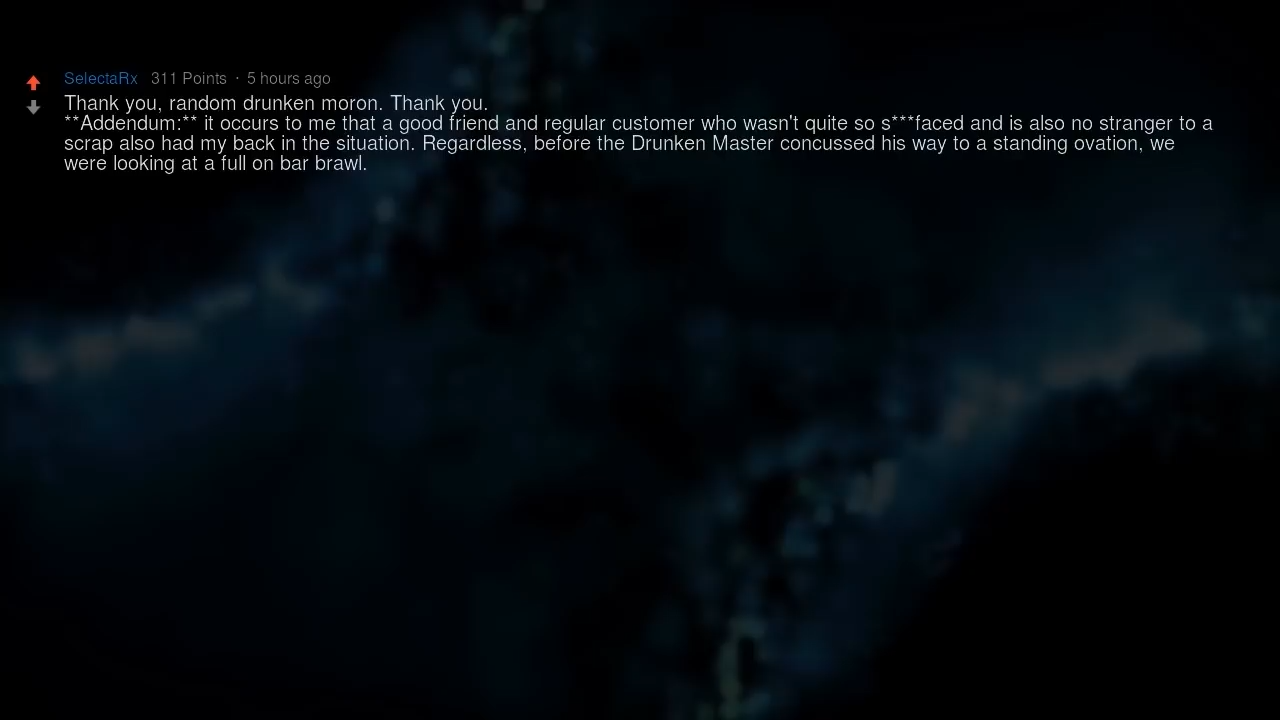 SelectaRx 311 Points · 5 hours ago
Thank you, random drunken moron. Thank you.
**Addendum:** it occurs to me that a good friend and regular customer who wasn't quite so s***faced and is also no stranger to a
scrap also had my back in the situation. Regardless, before the Drunken Master concussed his way to a standing ovation, we
were looking at a full on bar brawl.